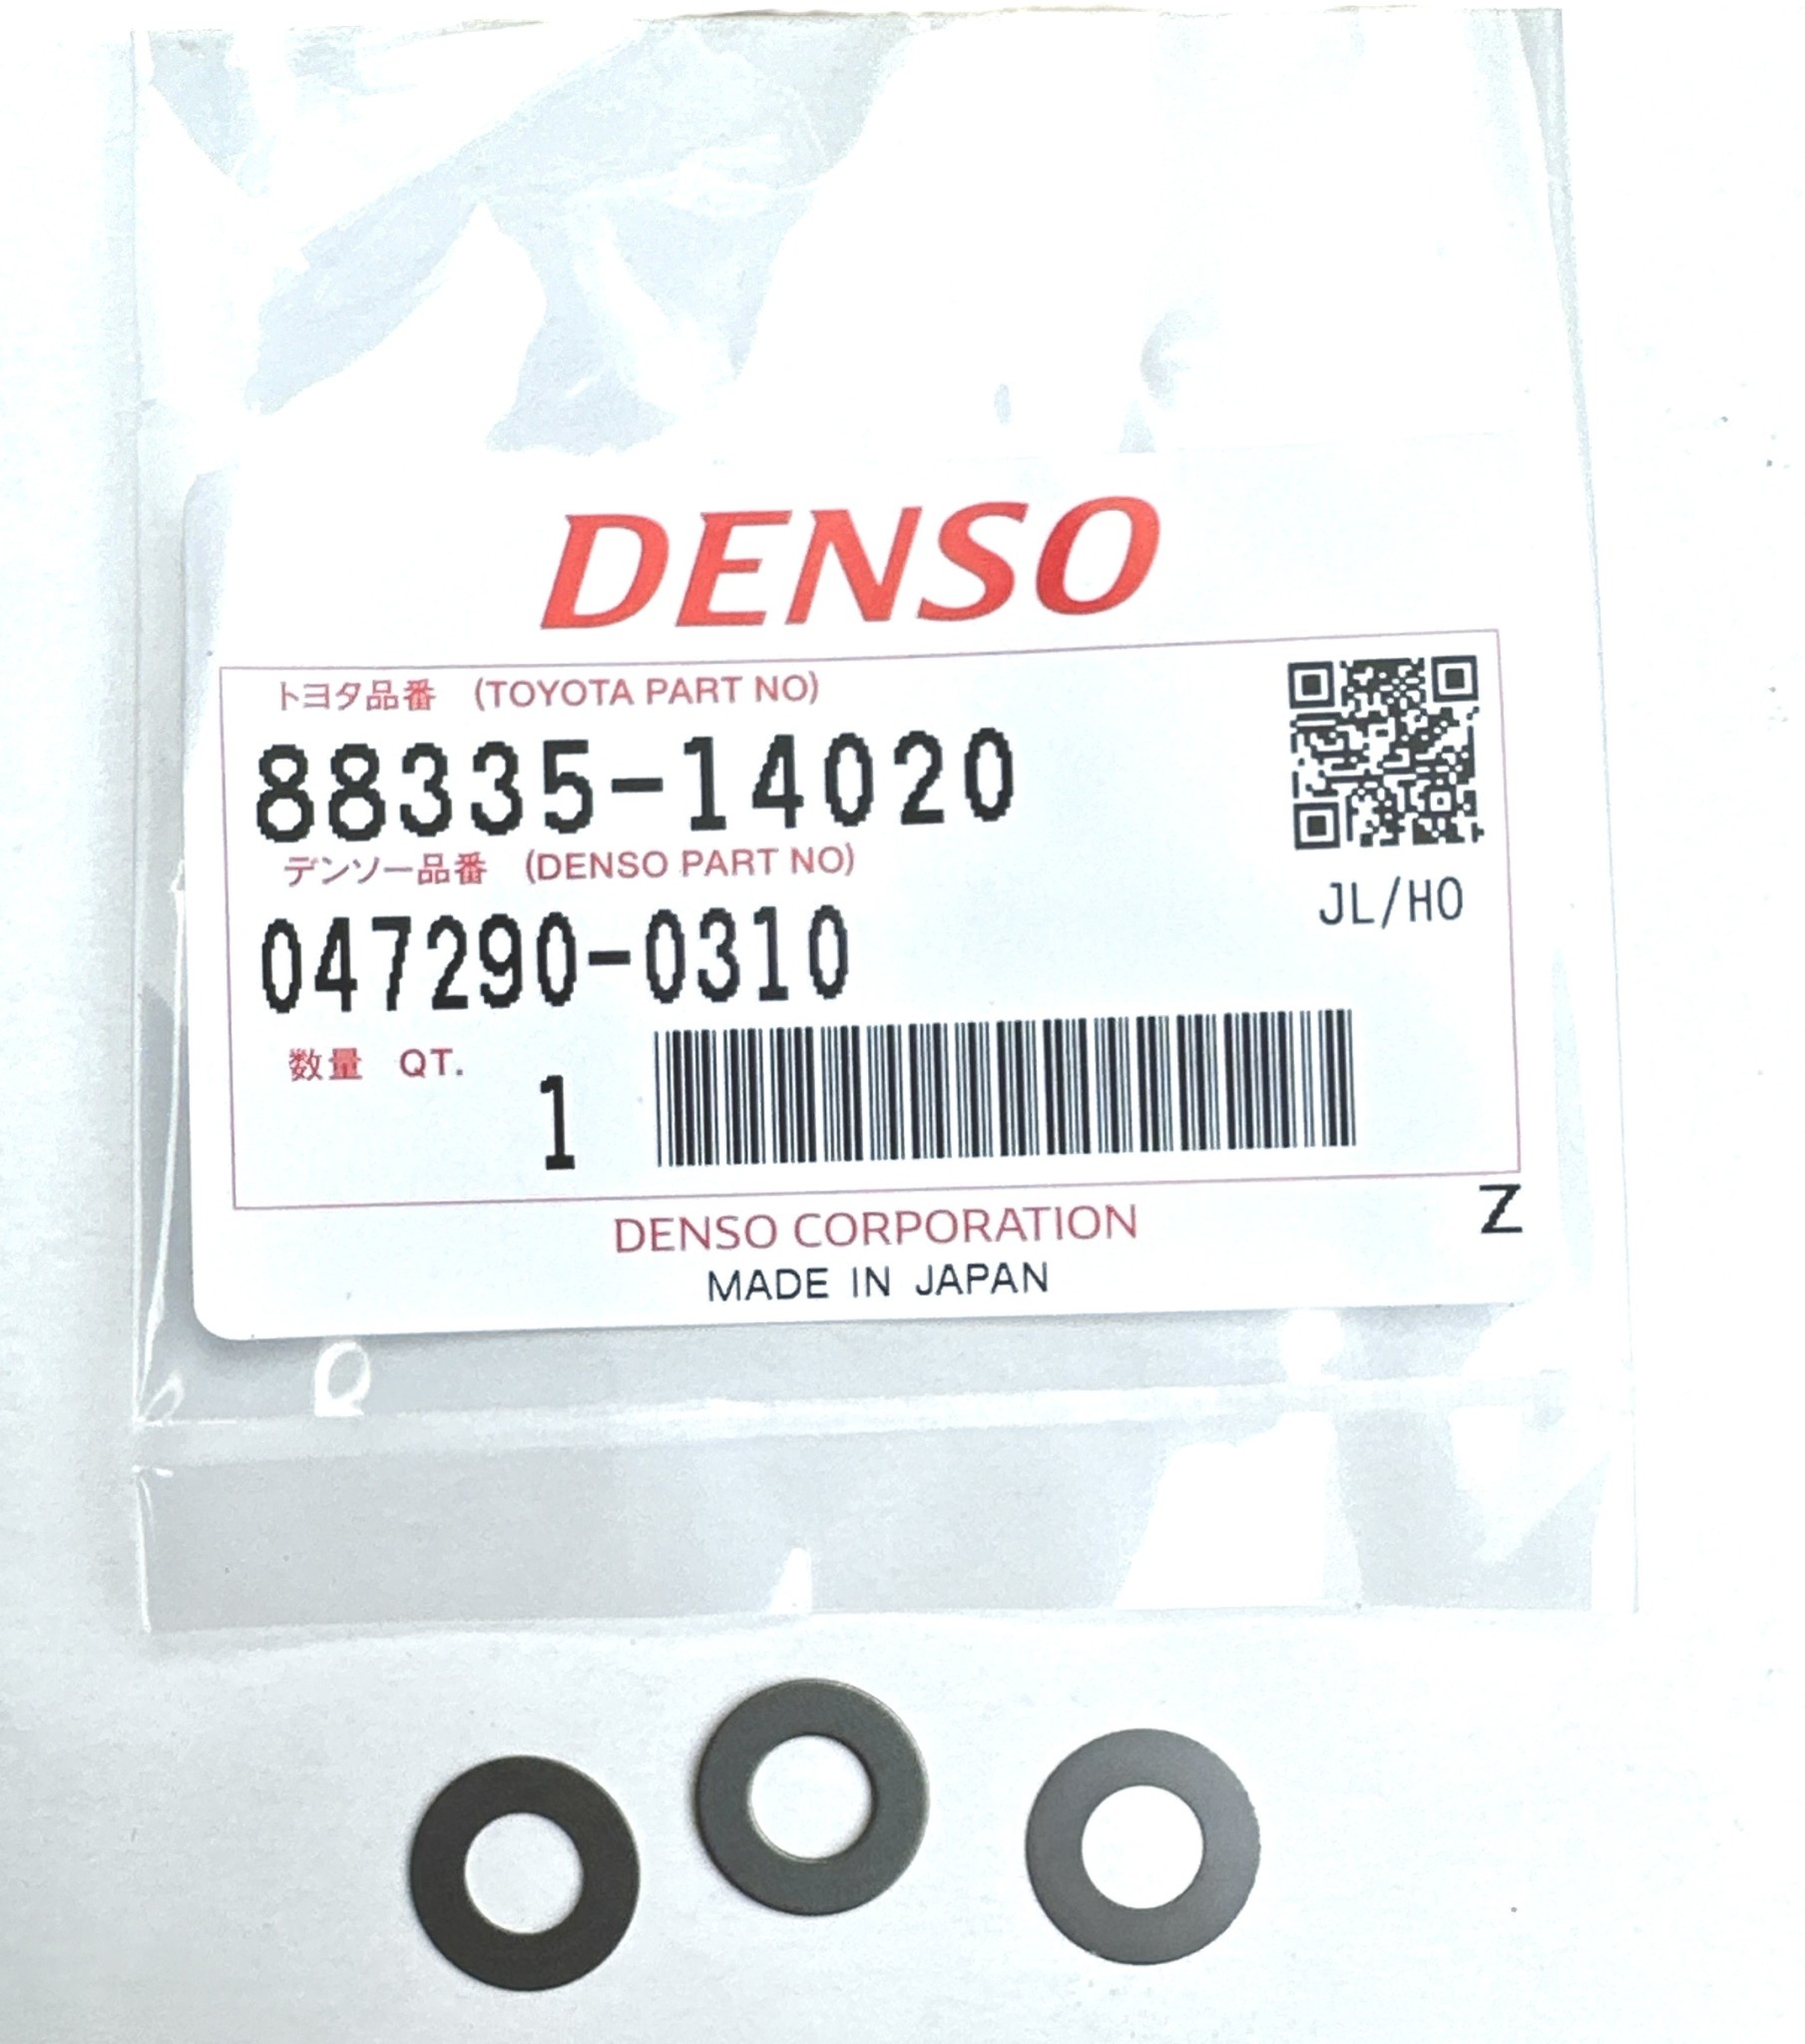 DENSO
トヨタ品番 (TOYOTA PART NO)
88335-14020
デンソー品番 (DENSO PART NO)
047290-0310
JL/HO
数量 QT.
1
DENSO CORPORATION
Z
MADE IN JAPAN